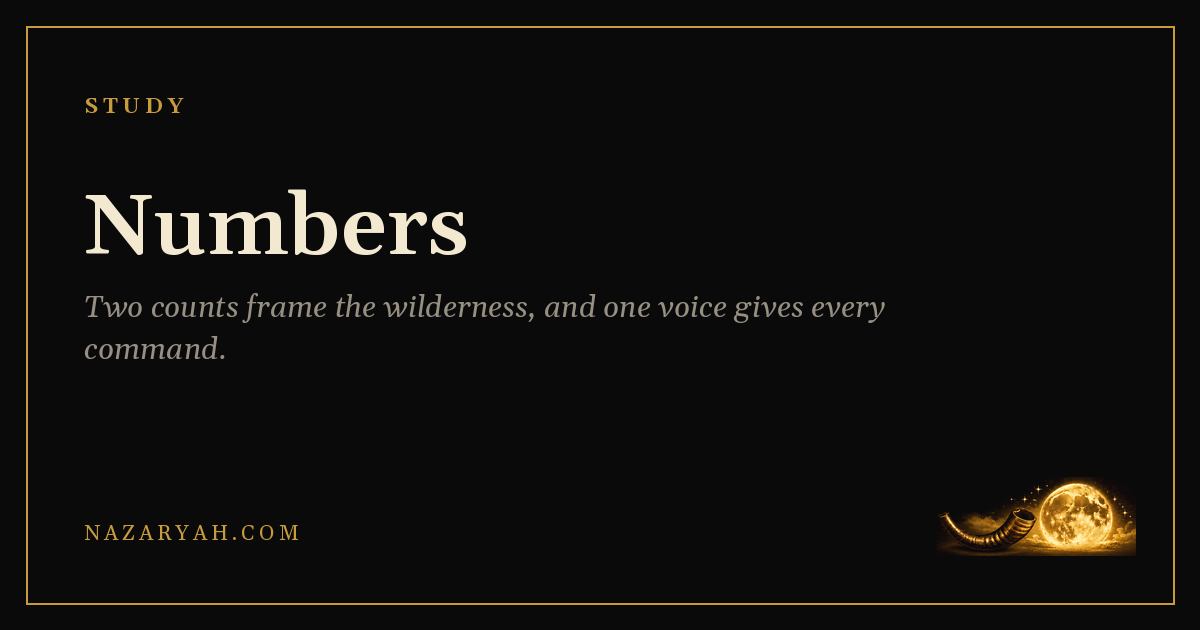 STUDY
Numbers
Two counts frame the wilderness, and one voice gives every
command.
NAZARYAH.COM